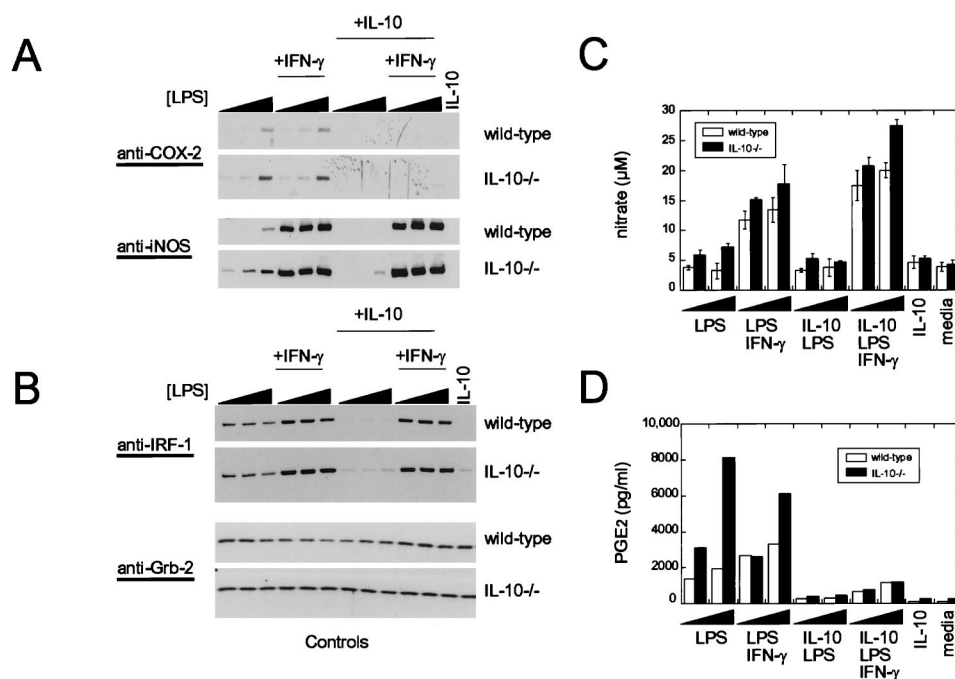 A
+IL-10
+IFN-γ
+IFN-γ
IL-10
[LPS]
wild-type
anti-COX-2
IL-10-/-
wild-type
anti-iNOS
IL-10-/-
B
+IL-10
+IFN-γ
+IFN-γ
IL-10
[LPS]
wild-type
anti-IRF-1
IL-10-/-
wild-type
anti-Grb-2
IL-10-/-
Controls
C
30
25
20
15
10
5
0
nitrate (µM)
wild-type
IL-10-/-
LPS
LPS
IFN-γ
IL-10
LPS
IL-10
LPS
IFN-γ
IL-10
media
D
10,000
8000
6000
4000
2000
0
PGE2 (pg/ml)
wild-type
IL-10-/-
LPS
LPS
IFN-γ
IL-10
LPS
IL-10
LPS
IFN-γ
IL-10
media